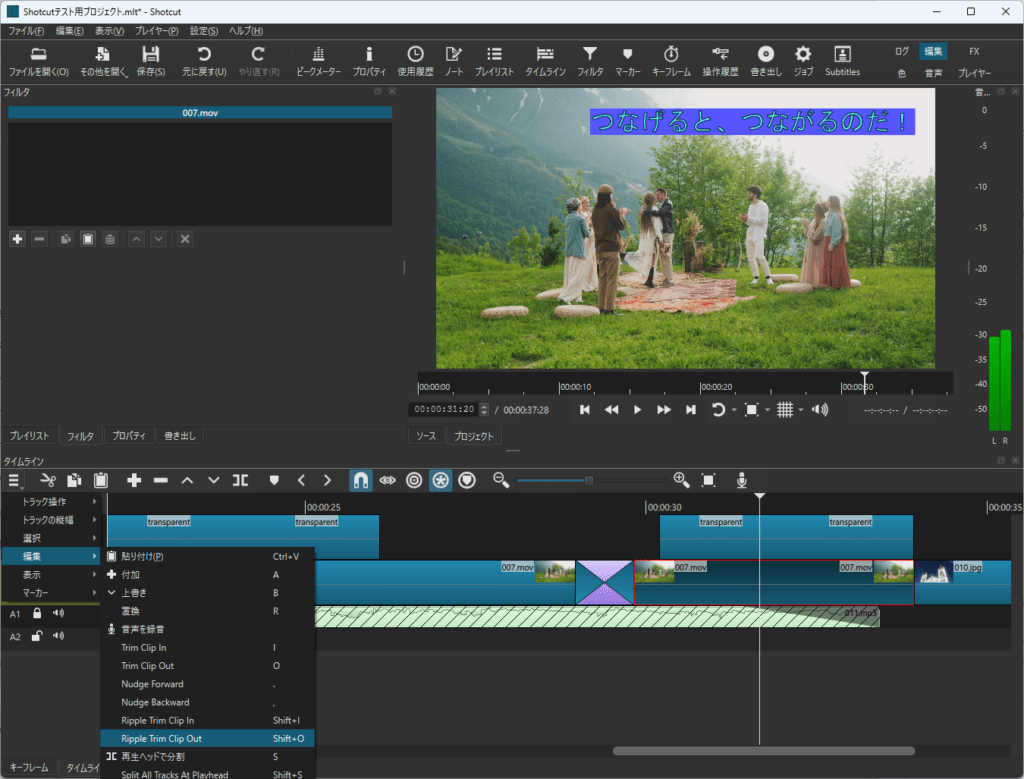 Shotcutテスト用プロジェクト.mlt* - Shotcut
ファイル(F) 編集(E) 表示(V) プレイヤー(P) 設定(S) ヘルプ(H)
ファイルを開く(O) その他を開く 保存(S) 元に戻す(U) やり直す(R) ピークメーター プロパティ 使用履歴 ノート プレイリスト タイムライン フィルタ マーカー キーフレーム 操作履歴 書き出し ジョブ Subtitles
ログ 編集 FX
色 音声 プレイヤー
フィルタ
音...
007.mov
つなげると、つながるのだ！
0
-5
-10
-15
-20
-25
-30
-35
-40
-50
L R
00:00:00 00:00:10 00:00:20 00:00:30
00:00:31:20 / 00:00:37:28
--:--:--:-- / --:--:--:--
プレイリスト フィルタ プロパティ 書き出し
ソース プロジェクト
タイムライン
00:00:25 00:00:30 00:00:35
トラック操作
トラックの縦幅
選択
編集
表示
マーカー
transparent transparent transparent transparent
007.mov 007.mov 007.mov 010.jpg
011.mp3
A1
A2
貼り付け(P) Ctrl+V
付加 A
上書き B
置換 R
音声を録音
Trim Clip In I
Trim Clip Out O
Nudge Forward .
Nudge Backward ,
Ripple Trim Clip In Shift+I
Ripple Trim Clip Out Shift+O
再生ヘッドで分割 S
Split All Tracks At Playhead Shift+S
キーフレーム タイムライ